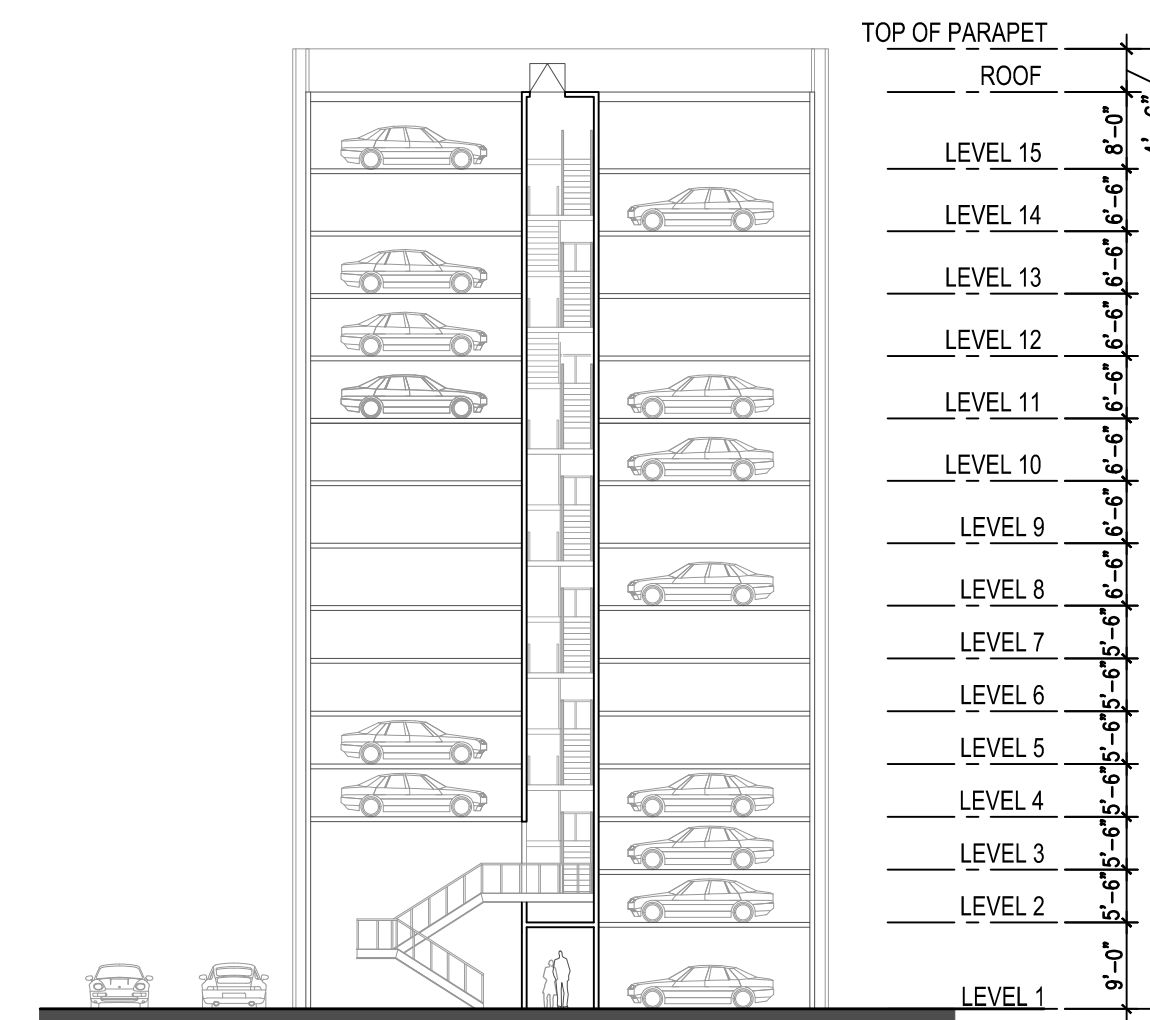 TOP OF PARAPET
ROOF
8'-0"
LEVEL 15
6'-6"
LEVEL 14
6'-6"
LEVEL 13
6'-6"
LEVEL 12
6'-6"
LEVEL 11
6'-6"
LEVEL 10
6'-6"
LEVEL 9
6'-6"
LEVEL 8
5'-6"
LEVEL 7
5'-6"
LEVEL 6
5'-6"
LEVEL 5
5'-6"
LEVEL 4
5'-6"
LEVEL 3
5'-6"
LEVEL 2
9'-0"
LEVEL 1